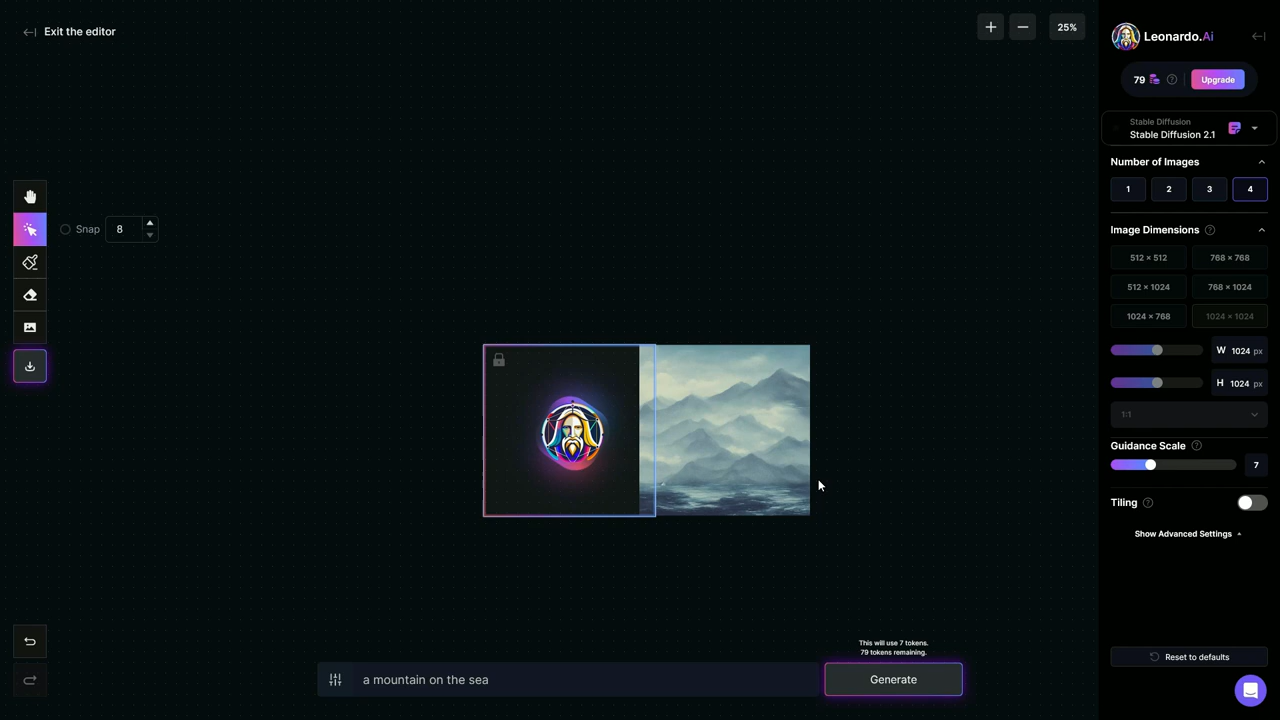 Exit the editor
25%
Leonardo.Ai
79
Upgrade
Stable Diffusion
Stable Diffusion 2.1
Number of Images
1 2 3 4
Image Dimensions
512 × 512 768 × 768
512 × 1024 768 × 1024
1024 × 768 1024 × 1024
W 1024 px
H 1024 px
1:1
Guidance Scale
7
Tiling
Show Advanced Settings
Snap 8
This will use 7 tokens.
79 tokens remaining.
a mountain on the sea
Generate
Reset to defaults